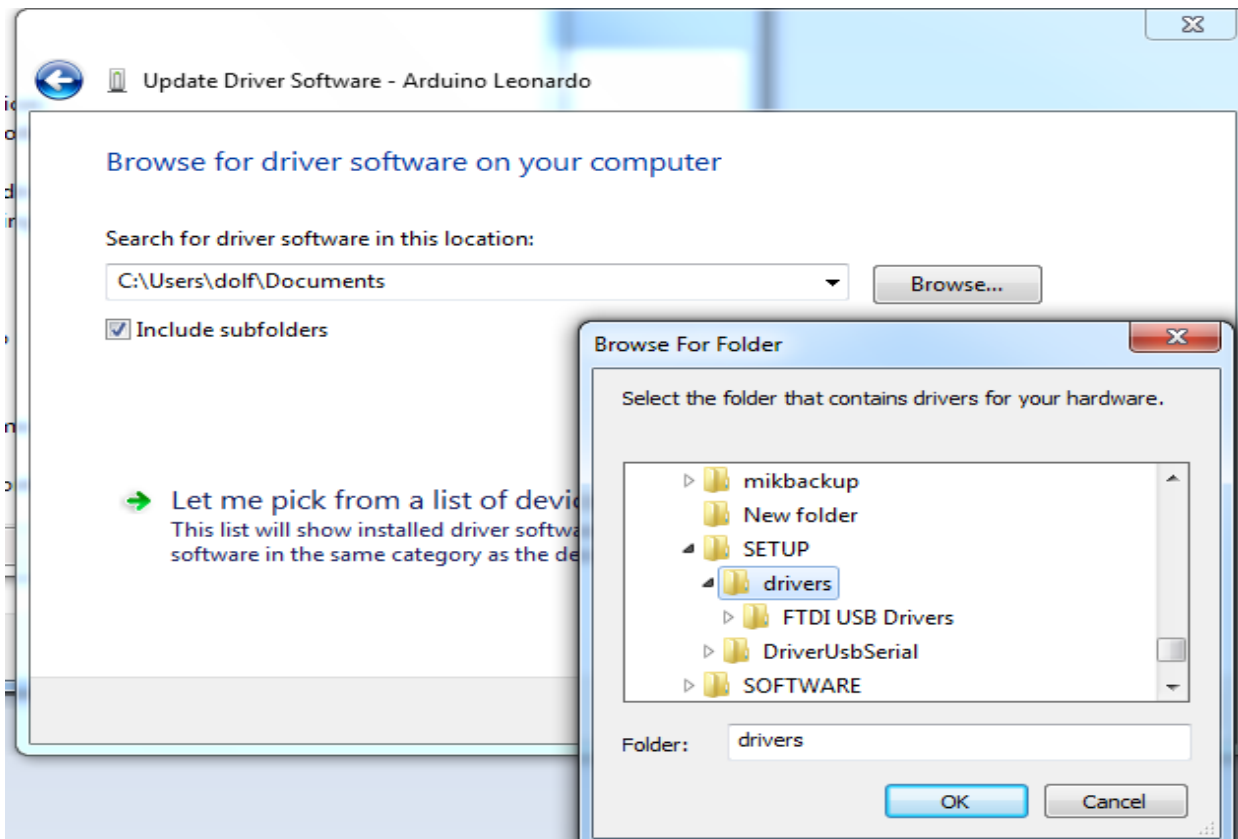 Update Driver Software - Arduino Leonardo
Browse for driver software on your computer
Search for driver software in this location:
C:\Users\dolf\Documents
Browse...
Include subfolders
Let me pick from a list of devic
This list will show installed driver softwa
software in the same category as the de
Browse For Folder
Select the folder that contains drivers for your hardware.
mikbackup
New folder
SETUP
drivers
FTDI USB Drivers
DriverUsbSerial
SOFTWARE
Folder:
drivers
OK
Cancel